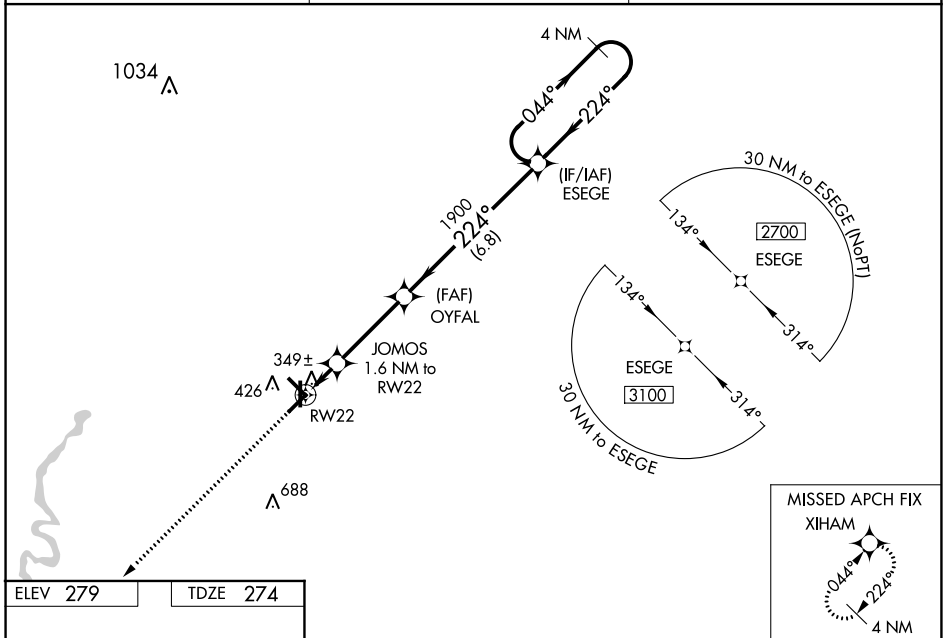 4 NM
1034
044°
224°
(IF/IAF)
ESEGE
30 NM to ESEGE (NoPT)
134°
2700
ESEGE
314°
1900
224°
(6.8)
(FAF)
OYFAL
134°
ESEGE
3100
314°
30 NM to ESEGE
JOMOS
1.6 NM to
RW22
349±
426
RW22
688
MISSED APCH FIX
XIHAM
044°
224°
4 NM
ELEV 279
TDZE 274